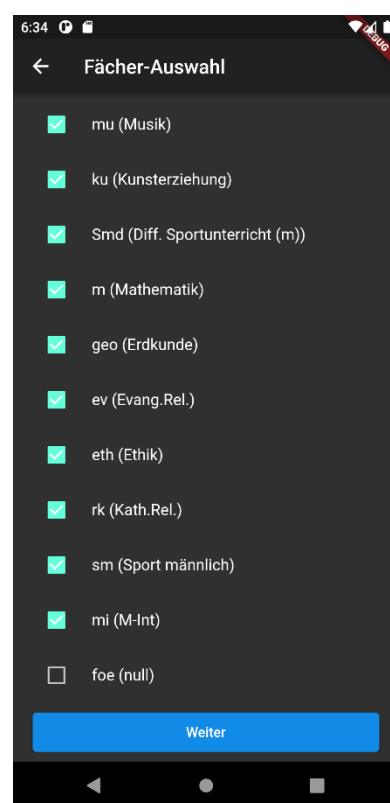 6:34
DEBUG
Fächer-Auswahl
mu (Musik)
ku (Kunsterziehung)
Smd (Diff. Sportunterricht (m))
m (Mathematik)
geo (Erdkunde)
ev (Evang.Rel.)
eth (Ethik)
rk (Kath.Rel.)
sm (Sport männlich)
mi (M-Int)
foe (null)
Weiter